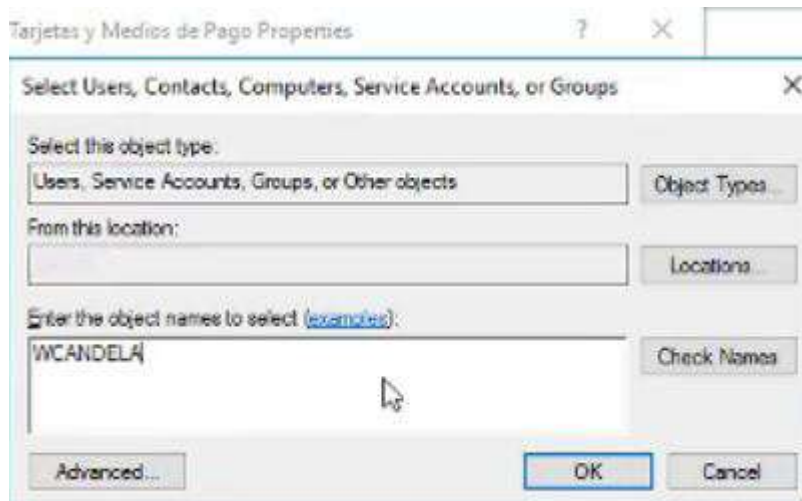 Tarjetas y Medios de Pago Properties ? ×
Select Users, Contacts, Computers, Service Accounts, or Groups ×
Select this object type:
Users, Service Accounts, Groups, or Other objects Object Types...
From this location:
Locations...
Enter the object names to select (examples):
WCANDELA Check Names
Advanced... OK Cancel